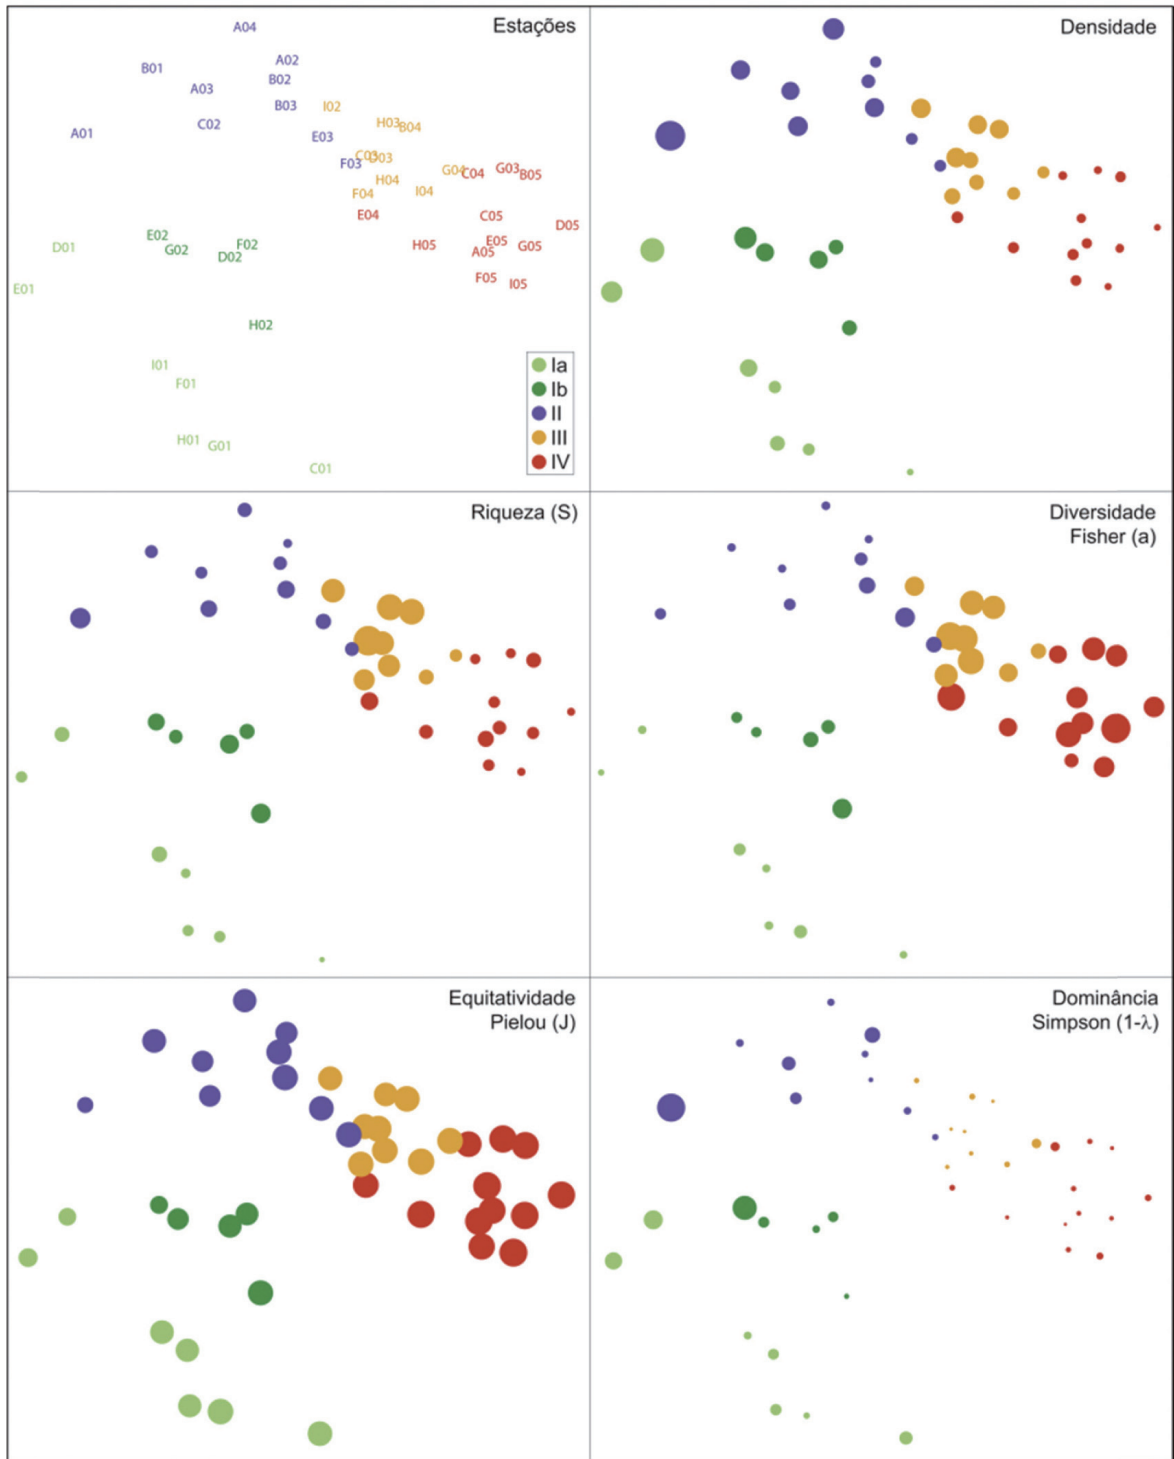 Estações
A04
A02
B01
B02
A03
B03
I02
C02
H03
B04
A01
E03
C03
D03
F03
G04
C04
G03
B05
H04
F04
I04
E04
C05
D05
E02
F02
D01
G02
D02
H05
E05
G05
A05
F05
I05
E01
H02
I01
F01
H01
G01
C01
Ia
Ib
II
III
IV
Densidade
Riqueza (S)
Diversidade
Fisher (a)
Equitatividade
Pielou (J)
Dominância
Simpson (1-λ)